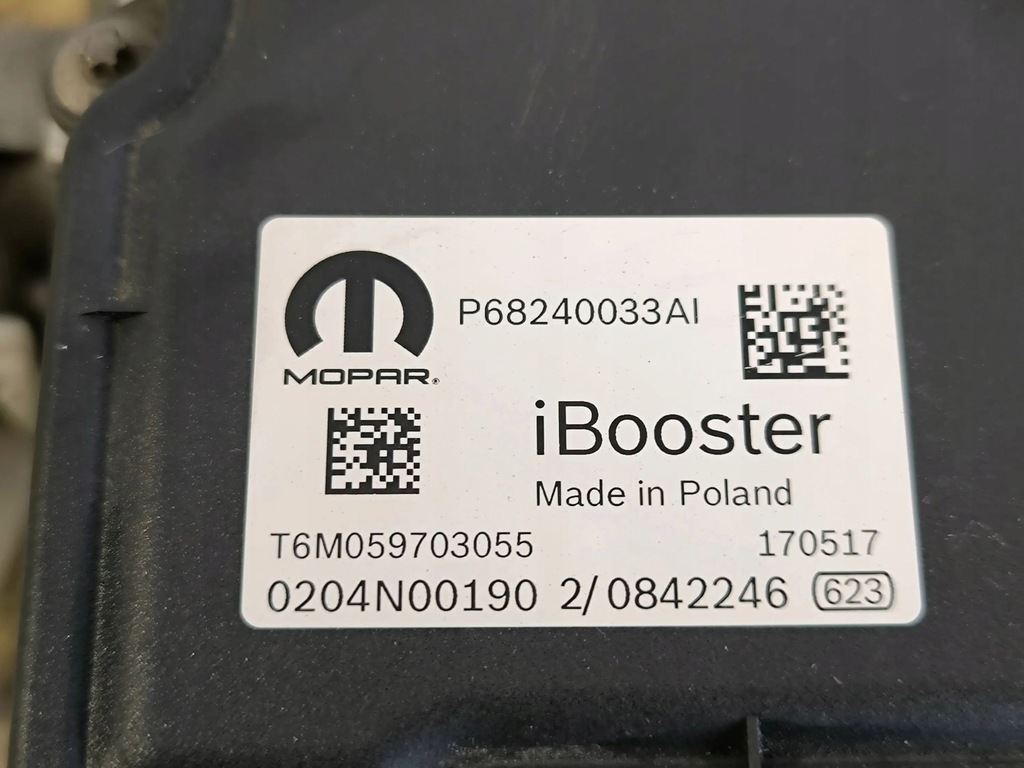 P68240033AI
MOPAR®
iBooster
Made in Poland
T6M059703055 170517
0204N00190 2/0842246 623